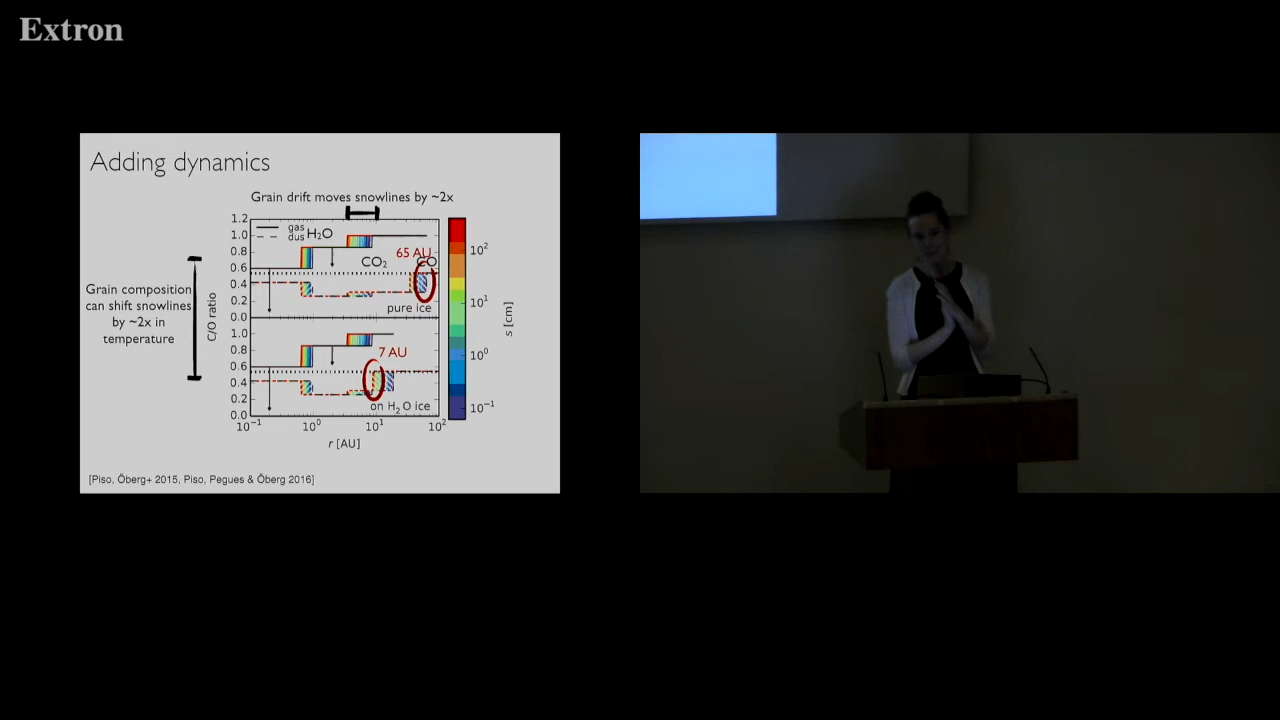 Extron
Adding dynamics
Grain drift moves snowlines by ~2x
1.2
1.0
0.8
0.6
0.4
0.2
0.0
gas
dus
H₂O
65 AU
CO₂
CO
pure ice
Grain composition
can shift snowlines
by ~2x in
temperature
C/O ratio
1.0
0.8
0.6
0.4
0.2
0.0
7 AU
on H₂O ice
10⁻¹
10⁰
10¹
10²
r [AU]
10²
10¹
10⁰
10⁻¹
s [cm]
[Piso, Öberg+ 2015, Piso, Pegues & Öberg 2016]